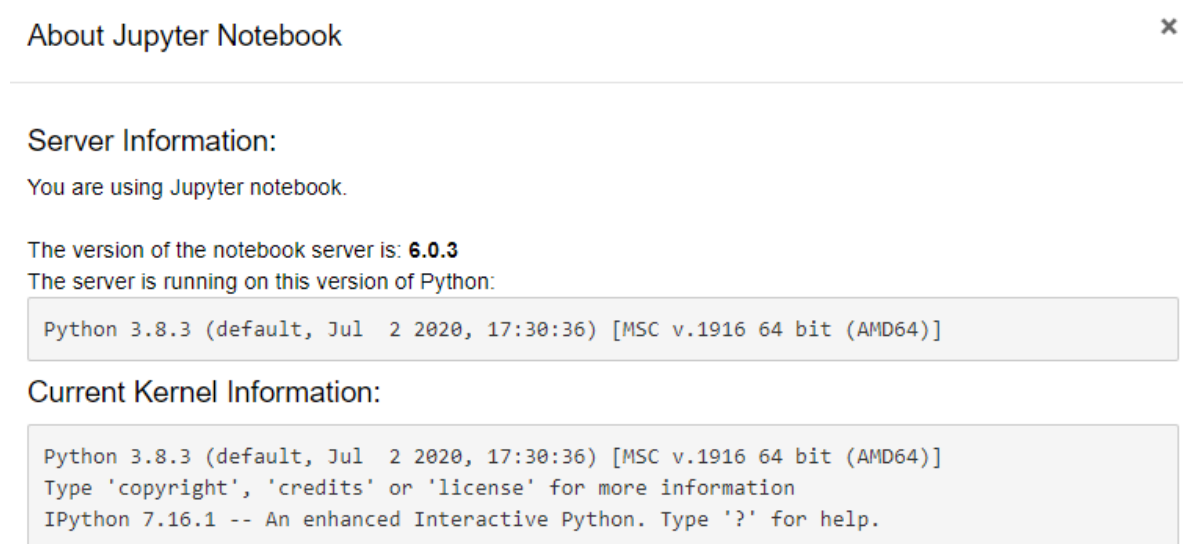 About Jupyter Notebook
Server Information:
You are using Jupyter notebook.
The version of the notebook server is: 6.0.3
The server is running on this version of Python:
Python 3.8.3 (default, Jul  2 2020, 17:30:36) [MSC v.1916 64 bit (AMD64)]
Current Kernel Information:
Python 3.8.3 (default, Jul  2 2020, 17:30:36) [MSC v.1916 64 bit (AMD64)]
Type 'copyright', 'credits' or 'license' for more information
IPython 7.16.1 -- An enhanced Interactive Python. Type '?' for help.